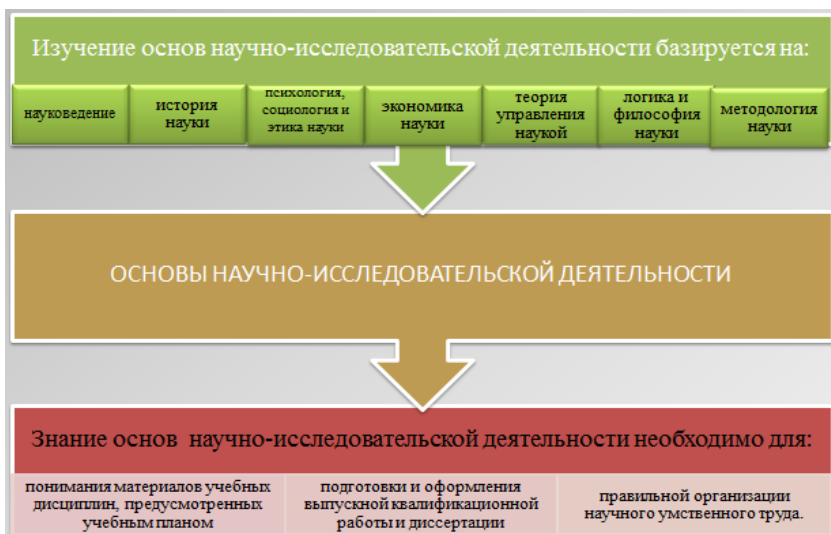 Изучение основ научно-исследовательской деятельности базируется на:
науковедение
история
науки
психология,
социология и
этика науки
экономика
науки
теория
управления
наукой
логика и
философия
науки
методология
науки
ОСНОВЫ НАУЧНО-ИССЛЕДОВАТЕЛЬСКОЙ ДЕЯТЕЛЬНОСТИ
Знание основ научно-исследовательской деятельности необходимо для:
понимания материалов учебных
дисциплин, предусмотренных
учебным планом
подготовки и оформления
выпускной квалификационной
работы и диссертации
правильной организации
научного умственного труда.